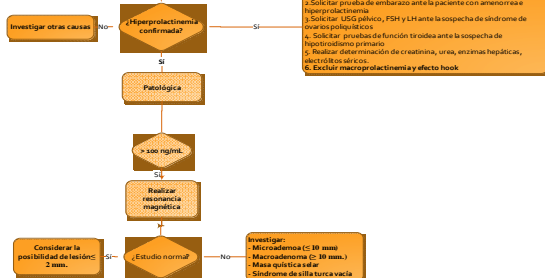 2.Solicitar prueba de embarazo ante la paciente con amenorrea e
hiperprolactinemia
3.Solicitar USG pélvico, FSH y LH ante la sospecha de síndrome de
ovarios poliquísticos
4. Solicitar pruebas de función tiroidea ante la sospecha de
hipotiroidismo primario
5. Realizar determinación de creatinina, urea, enzimas hepáticas,
electrólitos séricos.
6. Excluir macroprolactinemia y efecto hook
¿Hiperprolactinemia
confirmada?
Investigar otras causas
No
Sí
Sí
Patológica
> 100 ng/mL
Sí
Realizar
resonancia
magnética
¿Estudio normal?
Sí
Considerar la
posibilidad de lesión≤
2 mm.
No
Investigar:
- Microademoa (≤ 10 mm)
- Macroadenoma (≥ 10 mm.)
- Masa quística selar
- Síndrome de silla turca vacía